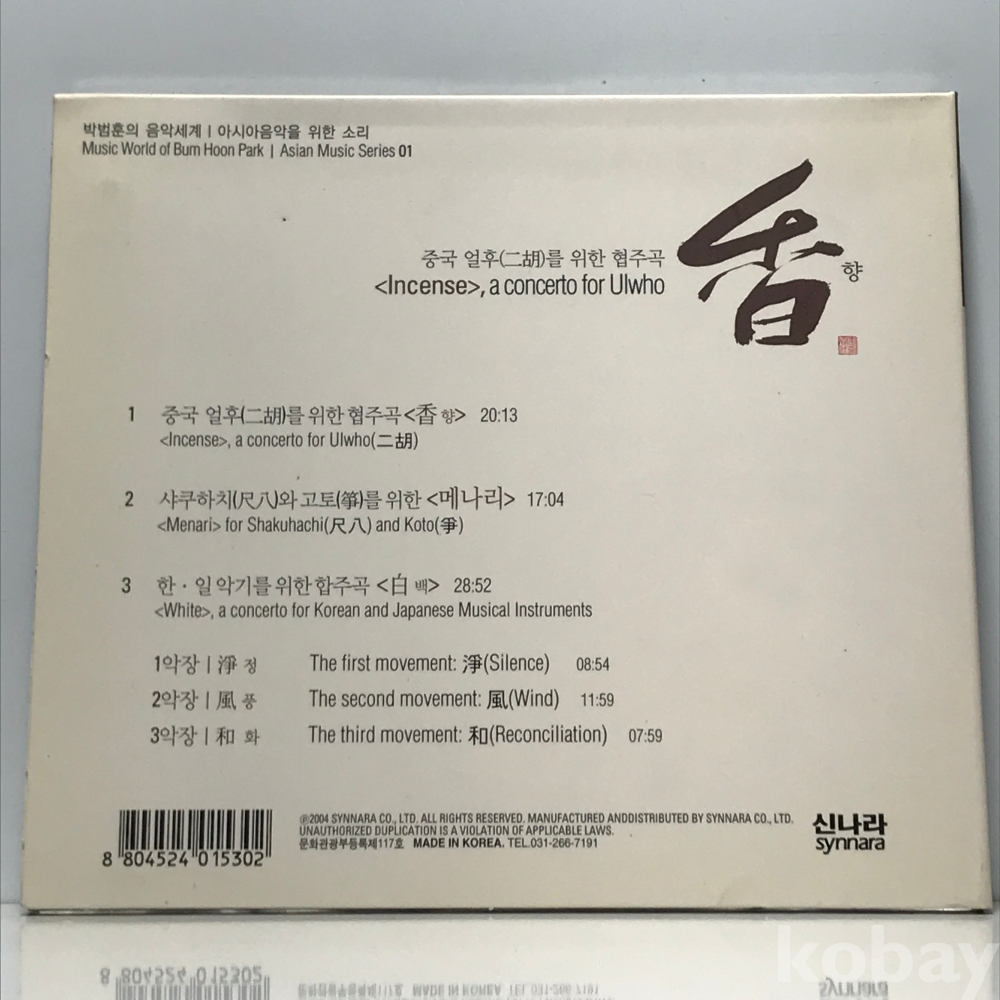 박범훈의 음악세계 | 아시아음악을 위한 소리
Music World of Bum Hoon Park | Asian Music Series 01
중국 얼후(二胡)를 위한 협주곡
<Incense>, a concerto for Ulwho
香 향
1 중국 얼후(二胡)를 위한 협주곡<香 향> 20:13
<Incense>, a concerto for Ulwho(二胡)
2 샤쿠하치(尺八)와 고토(箏)를 위한 <메나리> 17:04
<Menari> for Shakuhachi(尺八) and Koto(爭)
3 한 · 일 악기를 위한 합주곡 <白 백> 28:52
<White>, a concerto for Korean and Japanese Musical Instruments
1악장 | 淨 정 The first movement: 淨(Silence) 08:54
2악장 | 風 풍 The second movement: 風(Wind) 11:59
3악장 | 和 화 The third movement: 和(Reconciliation) 07:59
8 804524 015302
℗2004 SYNNARA CO., LTD. ALL RIGHTS RESERVED. MANUFACTURED ANDDISTRIBUTED BY SYNNARA CO., LTD.
UNAUTHORIZED DUPLICATION IS A VIOLATION OF APPLICABLE LAWS.
문화관광부등록제117호 MADE IN KOREA. TEL.031-266-7191
신나라
synnara
kobay